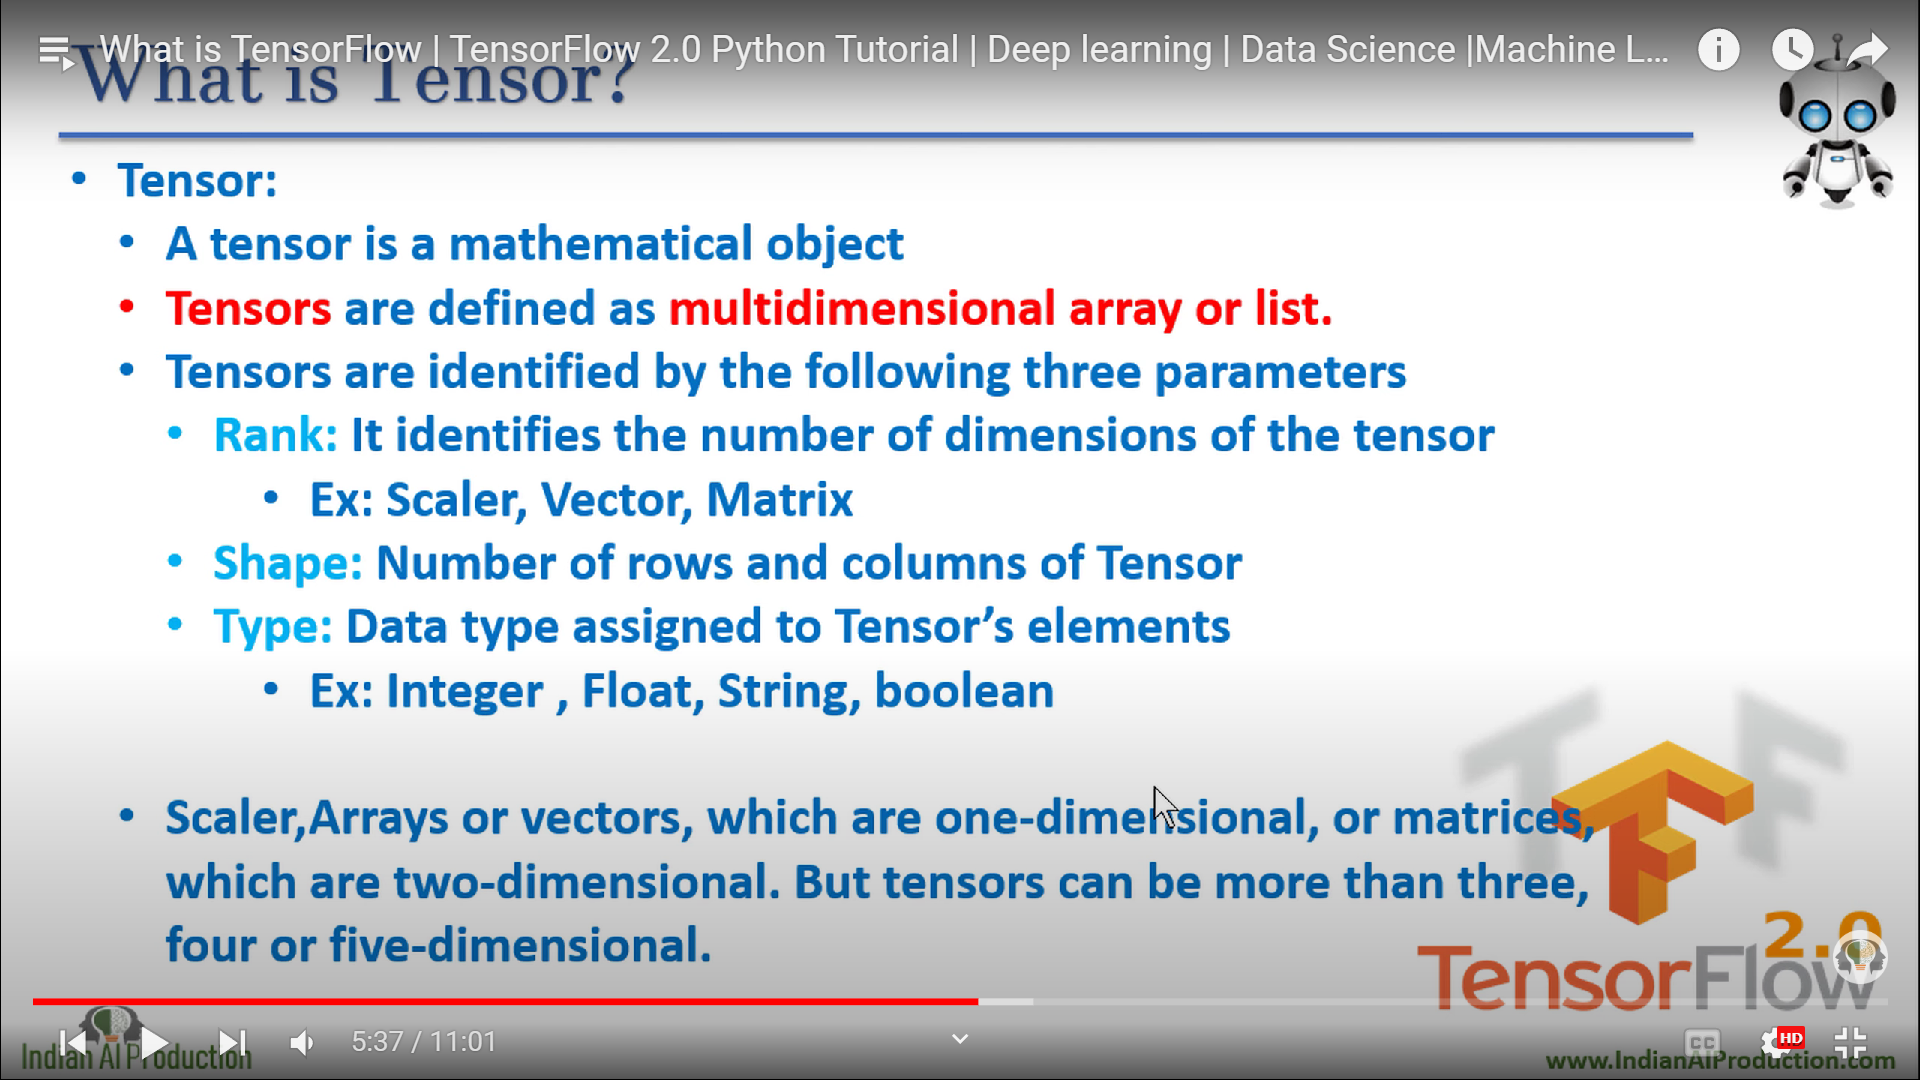 What is TensorFlow | TensorFlow 2.0 Python Tutorial | Deep learning | Data Science |Machine L...
What is Tensor?
• Tensor:
• A tensor is a mathematical object
• Tensors are defined as multidimensional array or list.
• Tensors are identified by the following three parameters
• Rank: It identifies the number of dimensions of the tensor
• Ex: Scaler, Vector, Matrix
• Shape: Number of rows and columns of Tensor
• Type: Data type assigned to Tensor’s elements
• Ex: Integer , Float, String, boolean
• Scaler,Arrays or vectors, which are one-dimensional, or matrices,
which are two-dimensional. But tensors can be more than three,
four or five-dimensional.
2.0
TensorFlow
5:37 / 11:01
CC
HD
Indian AI Production
www.IndianAIProduction.com